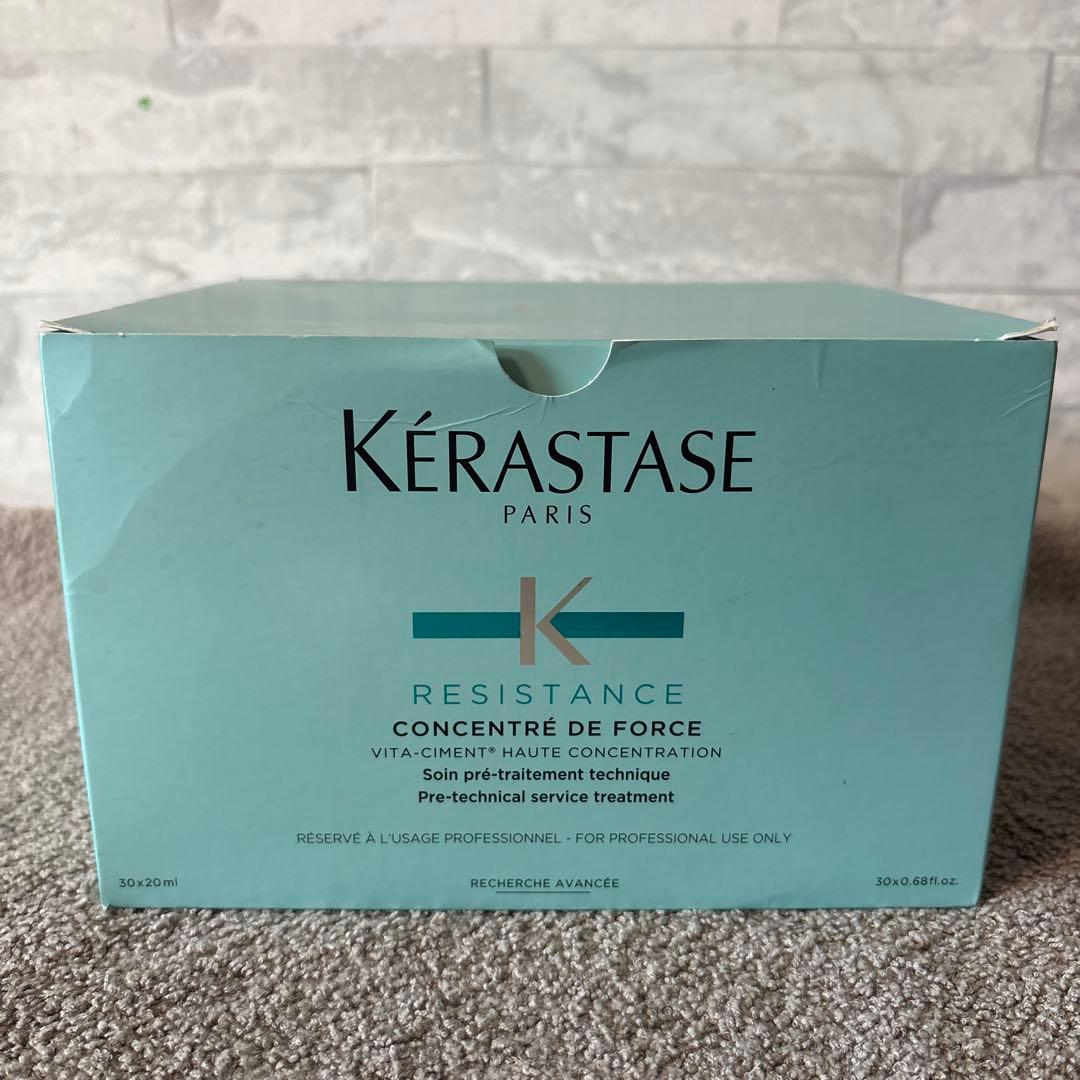 KÉRASTASE
PARIS
K
RESISTANCE
CONCENTRÉ DE FORCE
VITA-CIMENT® HAUTE CONCENTRATION
Soin pré-traitement technique
Pre-technical service treatment
RÉSERVÉ À L'USAGE PROFESSIONNEL - FOR PROFESSIONAL USE ONLY
30x20ml
RECHERCHE AVANCÉE
30x0.68fl.oz.